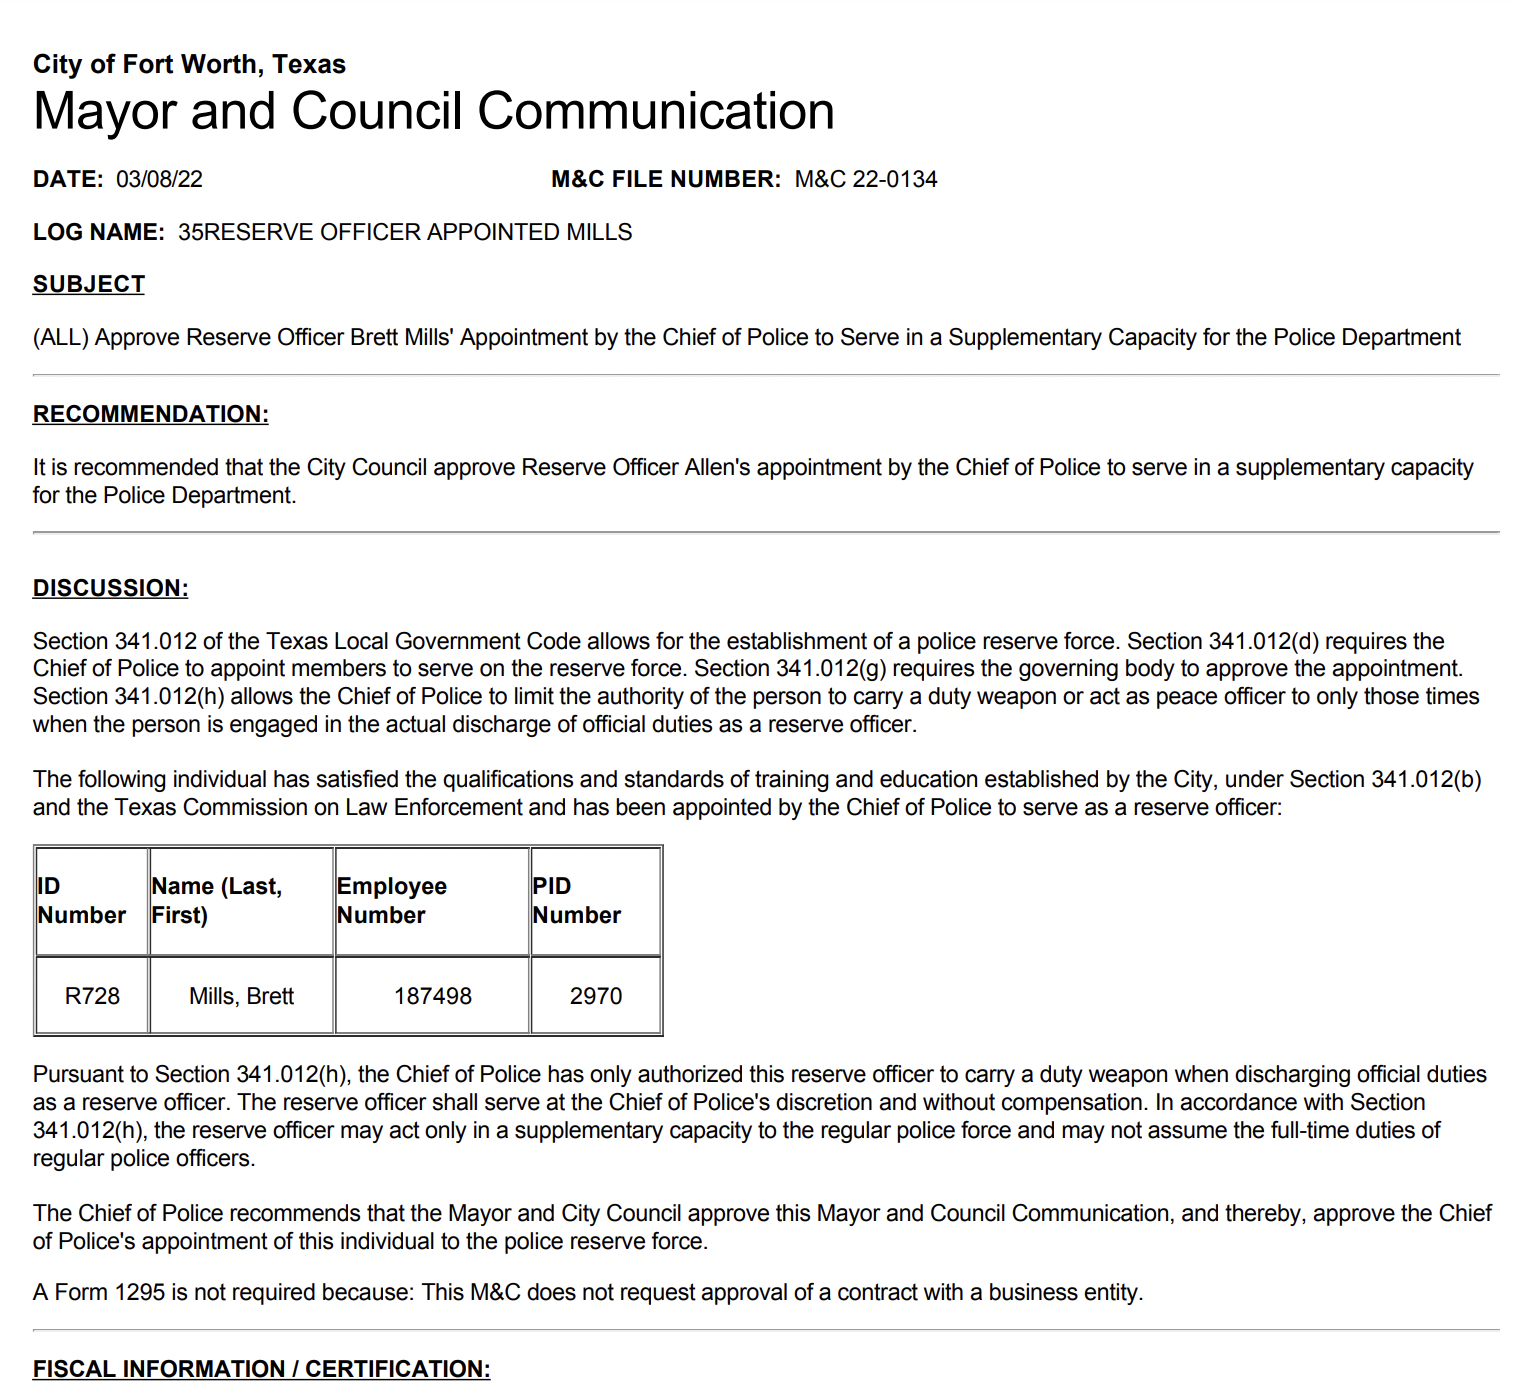 City of Fort Worth, Texas
Mayor and Council Communication
DATE: 03/08/22 M&C FILE NUMBER: M&C 22-0134
LOG NAME: 35RESERVE OFFICER APPOINTED MILLS
SUBJECT
(ALL) Approve Reserve Officer Brett Mills' Appointment by the Chief of Police to Serve in a Supplementary Capacity for the Police Department
RECOMMENDATION:
It is recommended that the City Council approve Reserve Officer Allen's appointment by the Chief of Police to serve in a supplementary capacity
for the Police Department.
DISCUSSION:
Section 341.012 of the Texas Local Government Code allows for the establishment of a police reserve force. Section 341.012(d) requires the
Chief of Police to appoint members to serve on the reserve force. Section 341.012(g) requires the governing body to approve the appointment.
Section 341.012(h) allows the Chief of Police to limit the authority of the person to carry a duty weapon or act as peace officer to only those times
when the person is engaged in the actual discharge of official duties as a reserve officer.
The following individual has satisfied the qualifications and standards of training and education established by the City, under Section 341.012(b)
and the Texas Commission on Law Enforcement and has been appointed by the Chief of Police to serve as a reserve officer:
ID Name (Last, Employee PID
Number First) Number Number
R728 Mills, Brett 187498 2970
Pursuant to Section 341.012(h), the Chief of Police has only authorized this reserve officer to carry a duty weapon when discharging official duties
as a reserve officer. The reserve officer shall serve at the Chief of Police's discretion and without compensation. In accordance with Section
341.012(h), the reserve officer may act only in a supplementary capacity to the regular police force and may not assume the full-time duties of
regular police officers.
The Chief of Police recommends that the Mayor and City Council approve this Mayor and Council Communication, and thereby, approve the Chief
of Police's appointment of this individual to the police reserve force.
A Form 1295 is not required because: This M&C does not request approval of a contract with a business entity.
FISCAL INFORMATION / CERTIFICATION: